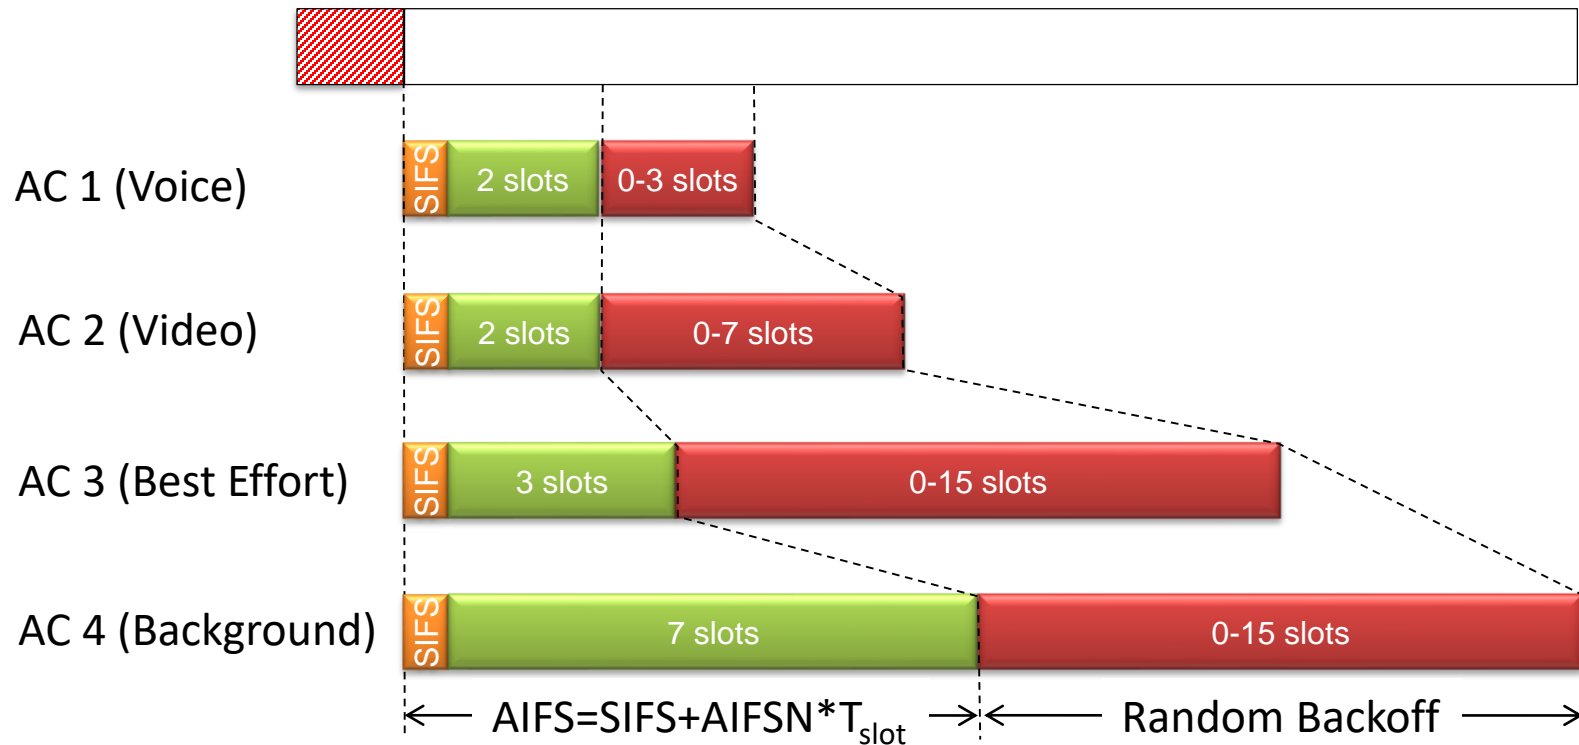 AC 1 (Voice)
SIFS
2 slots
0-3 slots
AC 2 (Video)
SIFS
2 slots
0-7 slots
AC 3 (Best Effort)
SIFS
3 slots
0-15 slots
AC 4 (Background)
SIFS
7 slots
0-15 slots
AIFS=SIFS+AIFSN*Tslot
Random Backoff